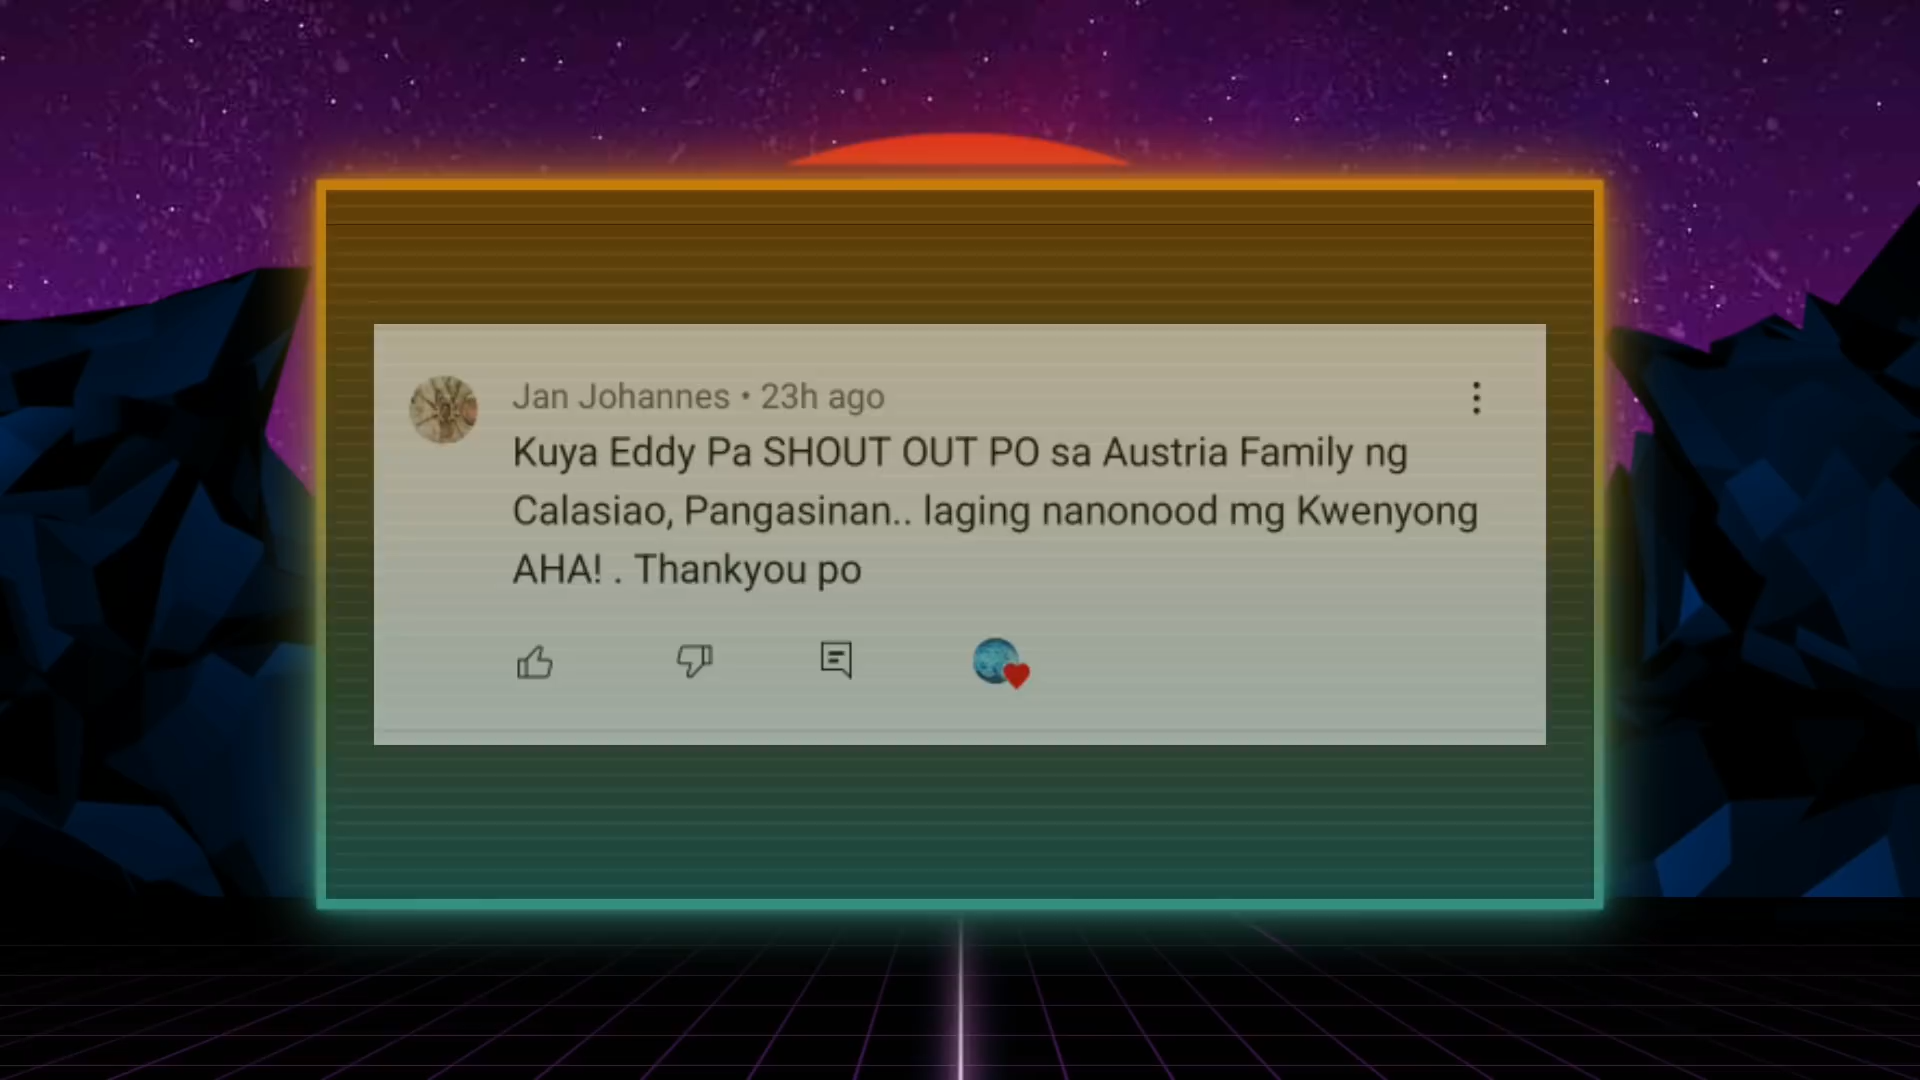 Jan Johannes • 23h ago
Kuya Eddy Pa SHOUT OUT PO sa Austria Family ng
Calasiao, Pangasinan.. laging nanonood mg Kwenyong
AHA! . Thankyou po